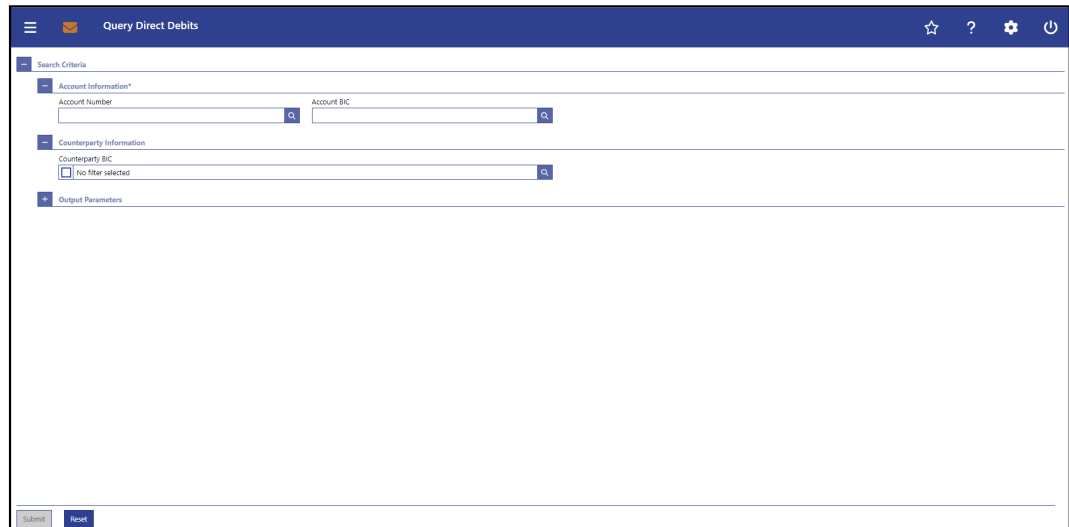 Query Direct Debits
Search Criteria
Account Information*
Account Number Account BIC
Counterparty Information
Counterparty BIC
No filter selected
Output Parameters
Submit Reset